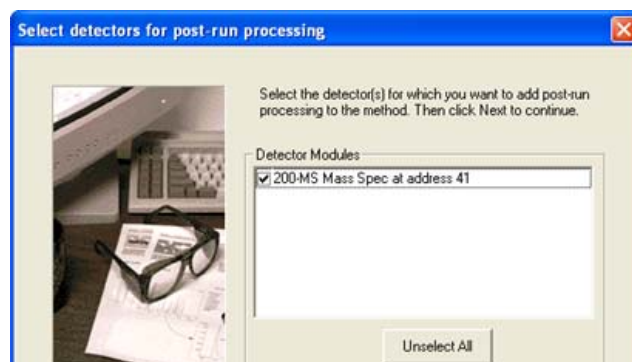 Select detectors for post-run processing
Select the detector(s) for which you want to add post-run
processing to the method. Then click Next to continue.
Detector Modules
200-MS Mass Spec at address 41
Unselect All